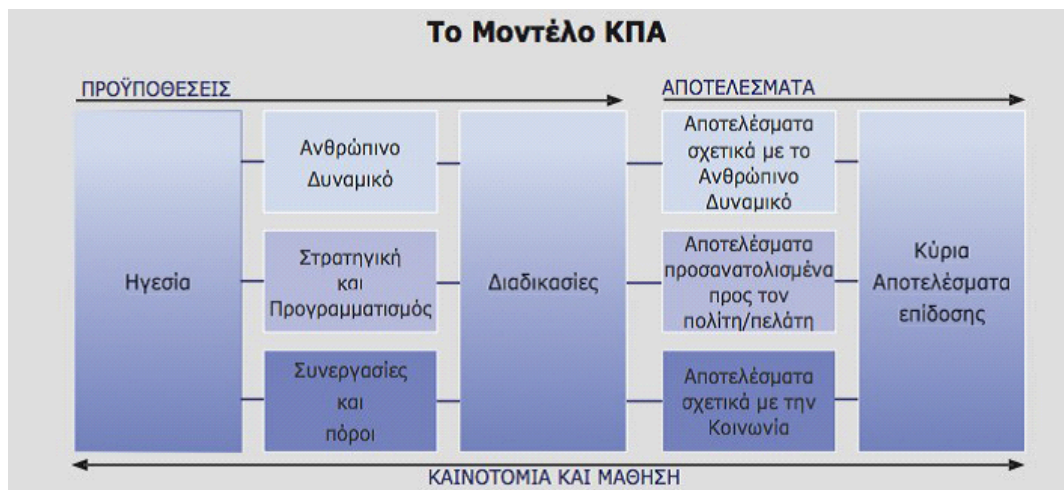 Το Μοντέλο ΚΠΑ
ΠΡΟΫΠΟΘΕΣΕΙΣ
ΑΠΟΤΕΛΕΣΜΑΤΑ
Ηγεσία
Ανθρώπινο
Δυναμικό
Στρατηγική
και
Προγραμματισμός
Συνεργασίες
και
πόροι
Διαδικασίες
Αποτελέσματα
σχετικά με το
Ανθρώπινο
Δυναμικό
Αποτελέσματα
προσανατολισμένα
προς τον
πολίτη/πελάτη
Αποτελέσματα
σχετικά με την
Κοινωνία
Κύρια
Αποτελέσματα
επίδοσης
ΚΑΙΝΟΤΟΜΙΑ ΚΑΙ ΜΑΘΗΣΗ